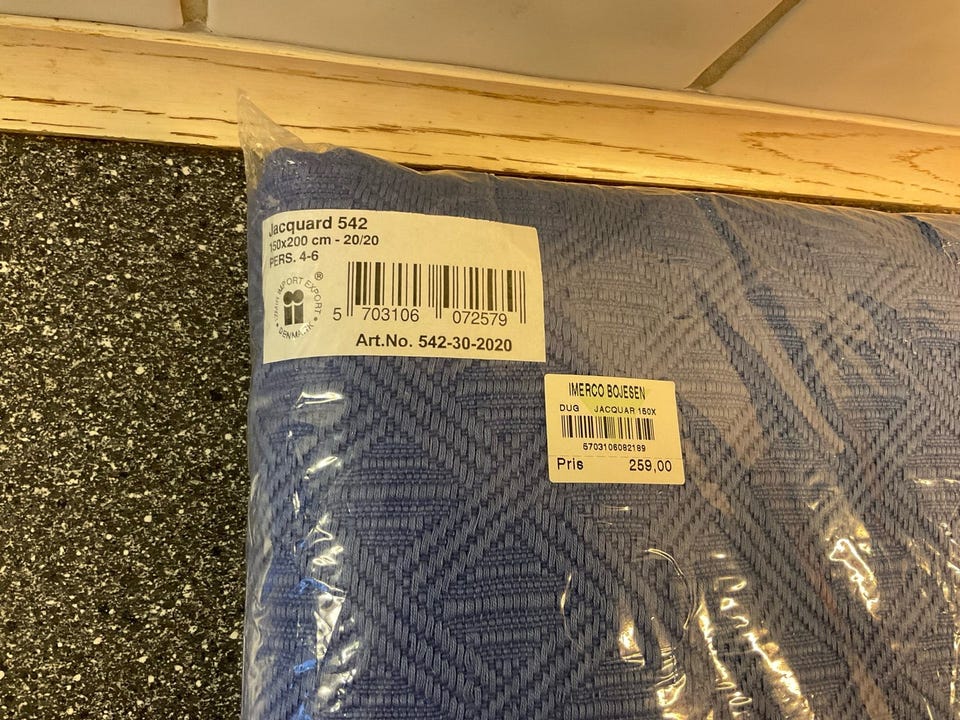 Jacquard 542
150x200 cm - 20/20
PERS. 4-6
IMPORT EXPORT
®
DENMARK
5 703106 072579
Art.No. 542-30-2020
IMERCO BOJESEN
DUG JACQUAR 150X
5703106082189
Pris 259,00